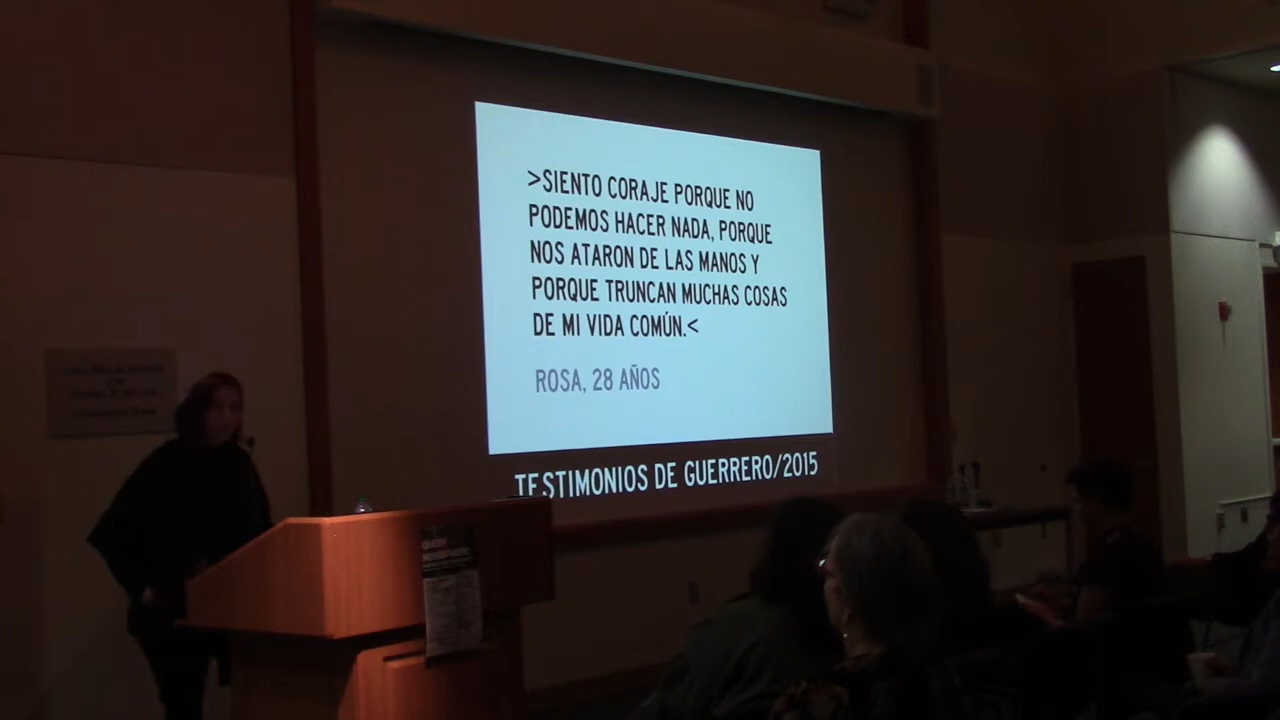 >SIENTO CORAJE PORQUE NO
PODEMOS HACER NADA, PORQUE
NOS ATARON DE LAS MANOS Y
PORQUE TRUNCAN MUCHAS COSAS
DE MI VIDA COMÚN.<
ROSA, 28 AÑOS
TESTIMONIOS DE GUERRERO/2015